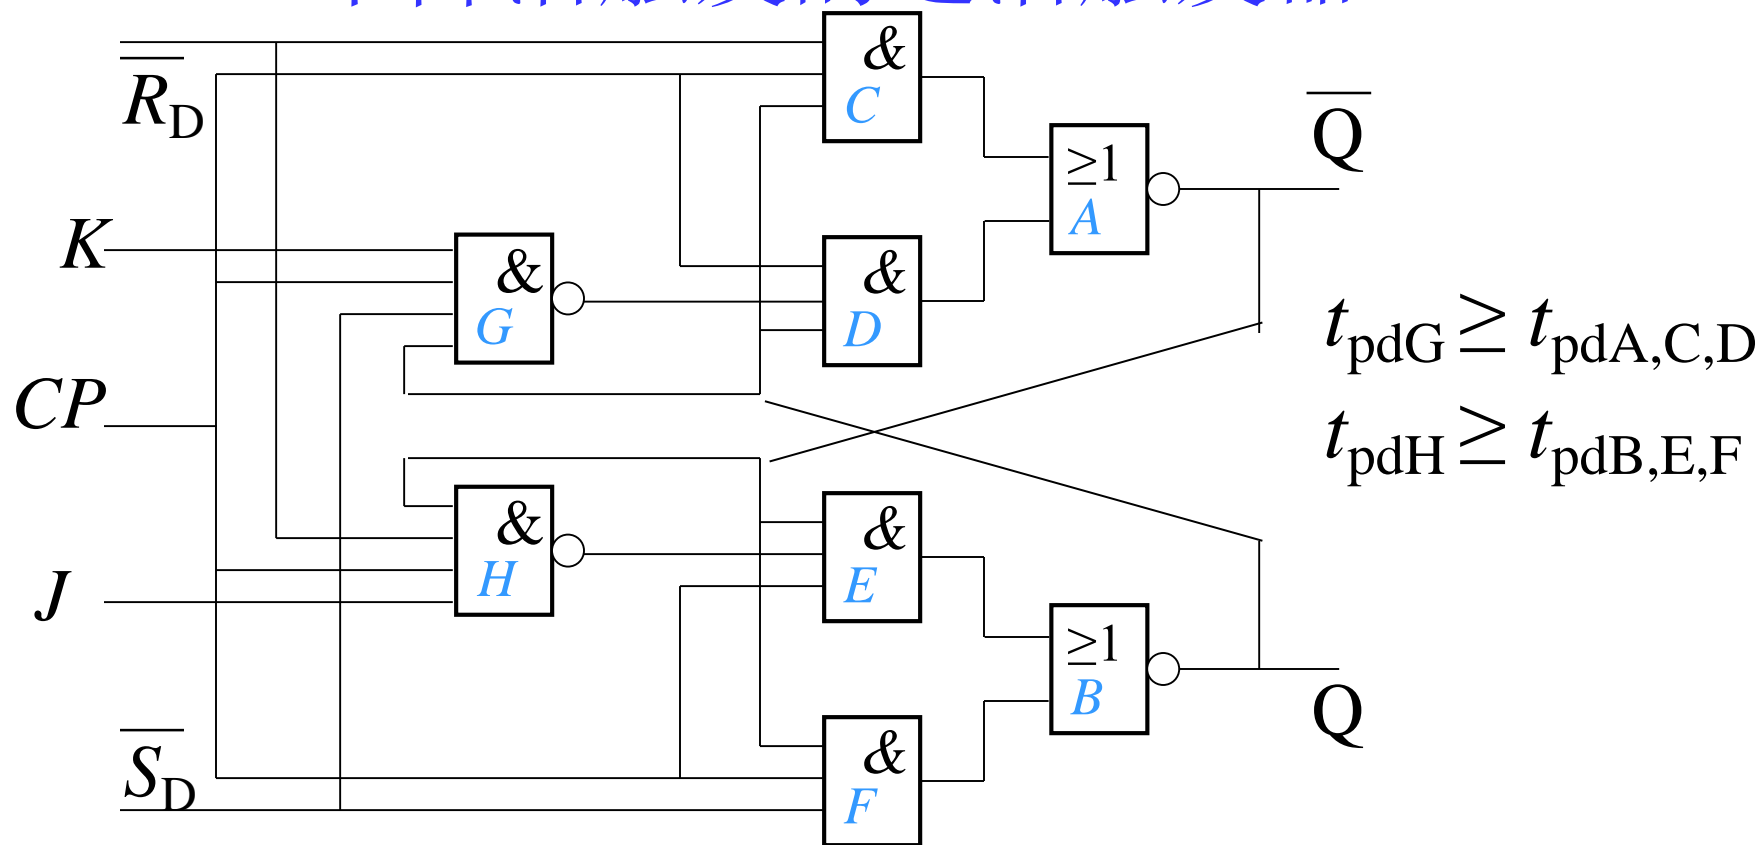 R̅D
K
CP
J
S̅D
&
C
&
G
&
D
&
H
&
E
&
F
≥1
A
≥1
B
Q̅
Q
tpdG ≥ tpdA,C,D
tpdH ≥ tpdB,E,F